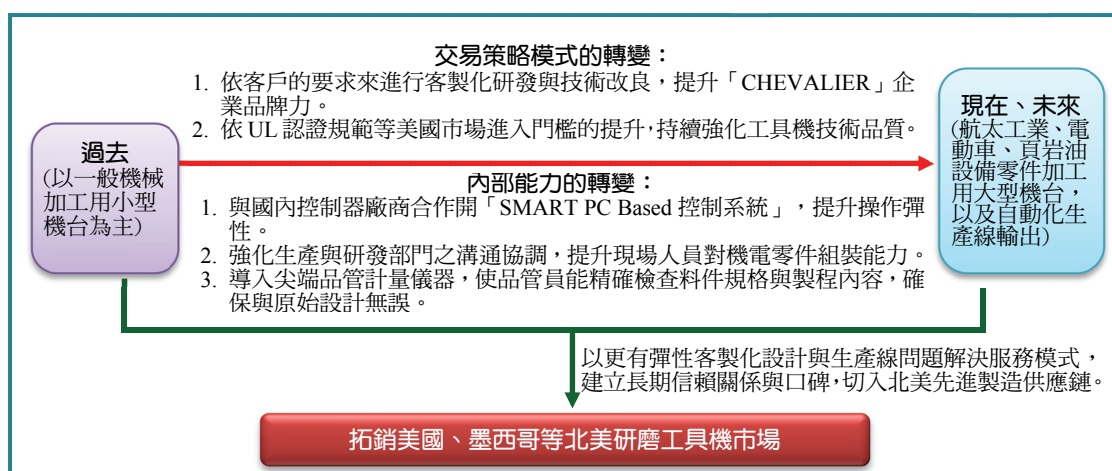 交易策略模式的轉變：
1. 依客戶的要求來進行客製化研發與技術改良，提升「CHEVALIER」企
業品牌力。
2. 依 UL 認證規範等美國市場進入門檻的提升，持續強化工具機技術品質。
過去
(以一般機械
加工用小型
機台為主)
內部能力的轉變：
1. 與國內控制器廠商合作開「SMART PC Based 控制系統」，提升操作彈
性。
2. 強化生產與研發部門之溝通協調，提升現場人員對機電零件組裝能力。
3. 導入尖端品管計量儀器，使品管員能精確檢查料件規格與製程內容，確
保與原始設計無誤。
現在、未來
(航太工業、電
動車、頁岩油
設備零件加工
用大型機台，
以及自動化生
產線輸出)
以更有彈性客製化設計與生產線問題解決服務模式，
建立長期信賴關係與口碑，切入北美先進製造供應鏈。
拓銷美國、墨西哥等北美研磨工具機市場